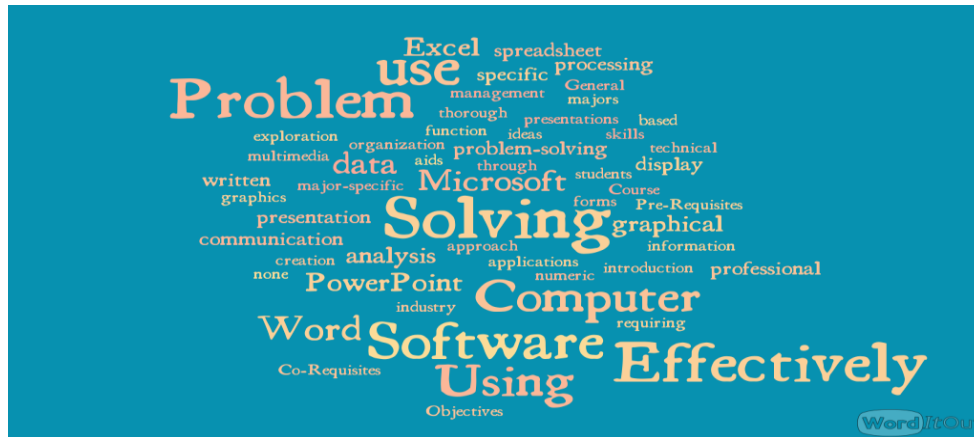 Excel spreadsheet
use specific processing
Problem management General
majors
thorough presentations based
exploration function ideas skills
organization problem-solving technical
multimedia data aids through display
written major-specific Microsoft students
graphics forms Course Pre-Requisites
presentation Solving graphical
communication approach information
creation analysis applications
none PowerPoint numeric introduction professional
industry Computer
Word Software requiring
Co-Requisites Using Effectively
Objectives
WordItOu